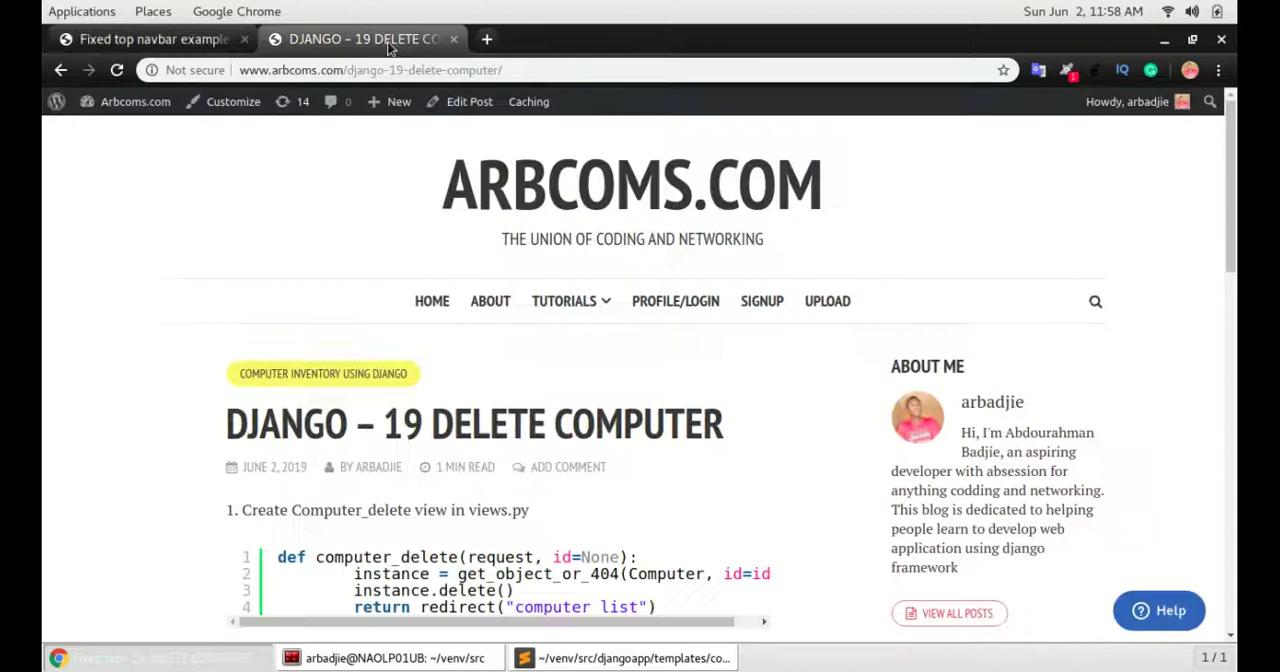 Applications Places Google Chrome Sun Jun 2, 11:58 AM
Fixed top navbar example DJANGO – 19 DELETE CO
Not secure www.arbcoms.com/django-19-delete-computer/ 1 IQ
Arbcoms.com Customize 14 0 New Edit Post Caching Howdy, arbadjie
ARBCOMS.COM
THE UNION OF CODING AND NETWORKING
HOME ABOUT TUTORIALS PROFILE/LOGIN SIGNUP UPLOAD
COMPUTER INVENTORY USING DJANGO
DJANGO – 19 DELETE COMPUTER
JUNE 2, 2019 BY ARBADJIE 1 MIN READ ADD COMMENT
1. Create Computer_delete view in views.py
1 def computer_delete(request, id=None):
2 instance = get_object_or_404(Computer, id=id
3 instance.delete()
4 return redirect("computer list")
ABOUT ME
arbadjie
Hi, I'm Abdourahman
Badjie, an aspiring
developer with absession for
anything codding and networking.
This blog is dedicated to helping
people learn to develop web
application using django
framework
VIEW ALL POSTS
Help
arbadjie@NAOLP01UB: ~/venv/src ~/venv/src/djangoapp/templates/co... 1 / 1